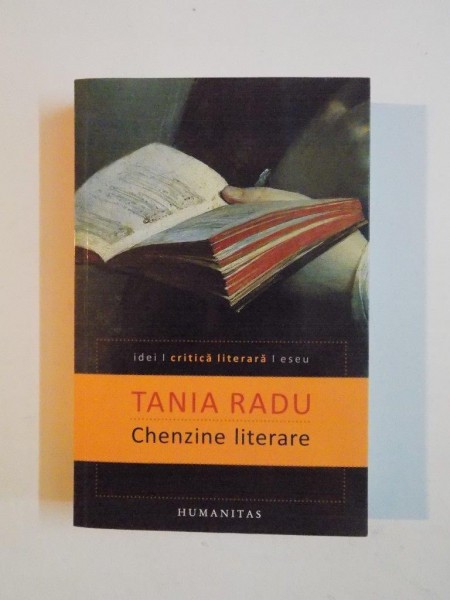 idei | critică literară | eseu
TANIA RADU
Chenzine literare
HUMANITAS